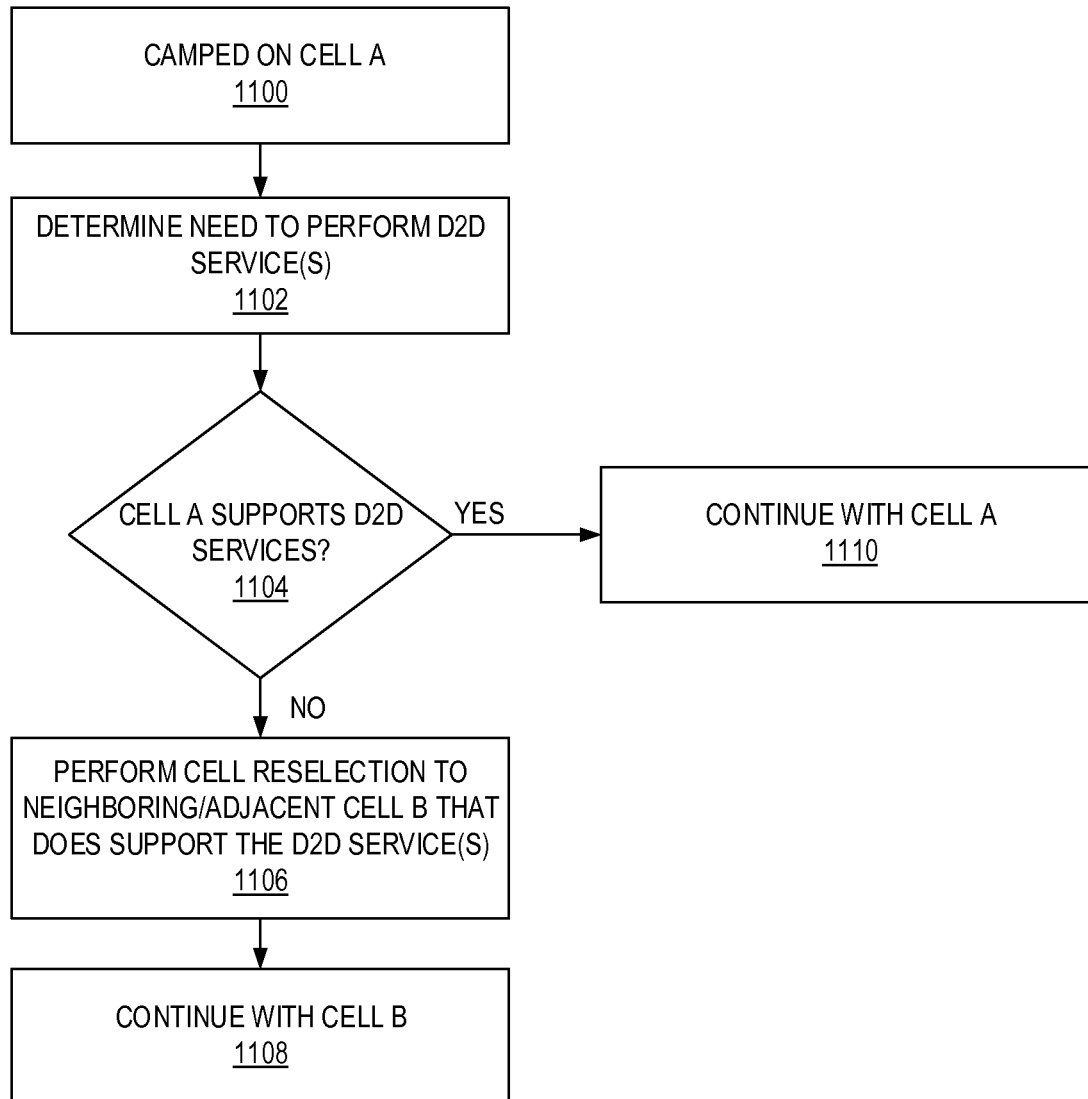 CAMPED ON CELL A
1100
DETERMINE NEED TO PERFORM D2D
SERVICE(S)
1102
CELL A SUPPORTS D2D
SERVICES?
1104
YES
CONTINUE WITH CELL A
1110
NO
PERFORM CELL RESELECTION TO
NEIGHBORING/ADJACENT CELL B THAT
DOES SUPPORT THE D2D SERVICE(S)
1106
CONTINUE WITH CELL B
1108